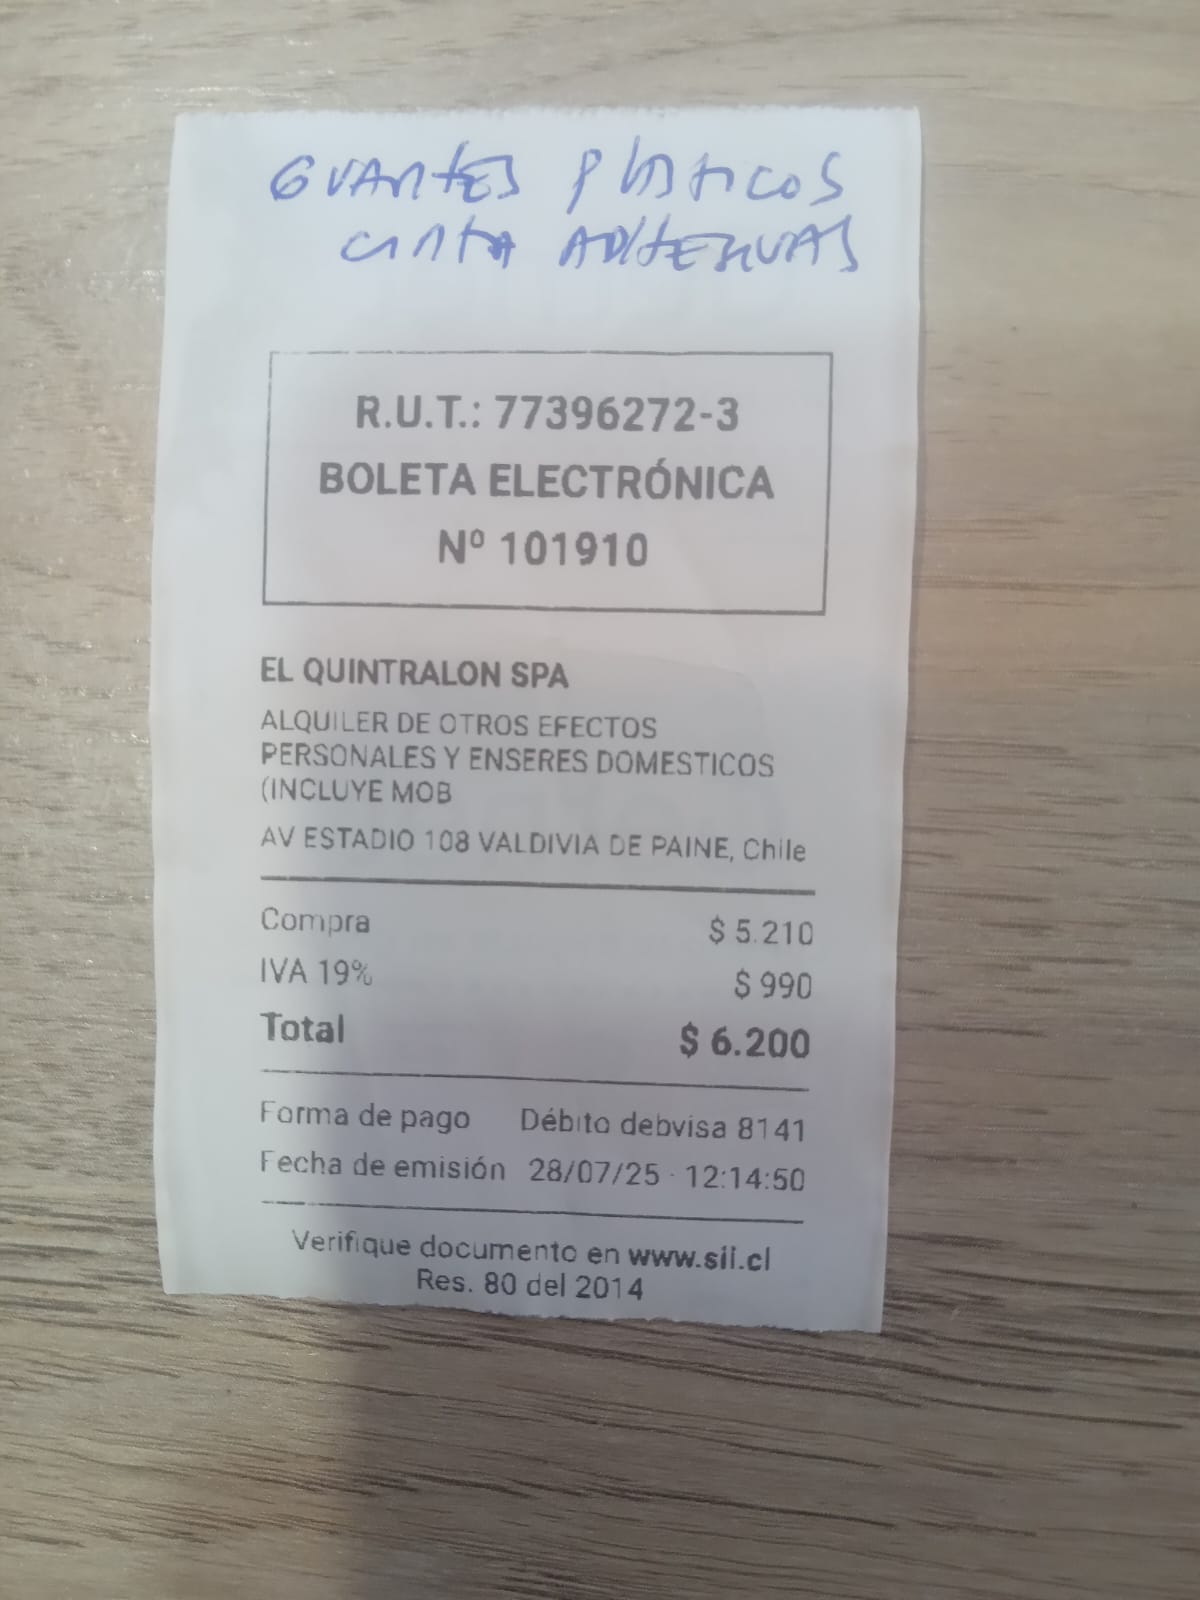 GUANTES PLASTICOS
CINTA ADHESIVAS
R.U.T.: 77396272-3
BOLETA ELECTRÓNICA
Nº 101910
EL QUINTRALON SPA
ALQUILER DE OTROS EFECTOS
PERSONALES Y ENSERES DOMESTICOS
(INCLUYE MOB
AV ESTADIO 108 VALDIVIA DE PAINE, Chile
Compra $ 5.210
IVA 19% $ 990
Total $ 6.200
Forma de pago Débito debvisa 8141
Fecha de emisión 28/07/25 · 12:14:50
Verifique documento en www.sii.cl
Res. 80 del 2014